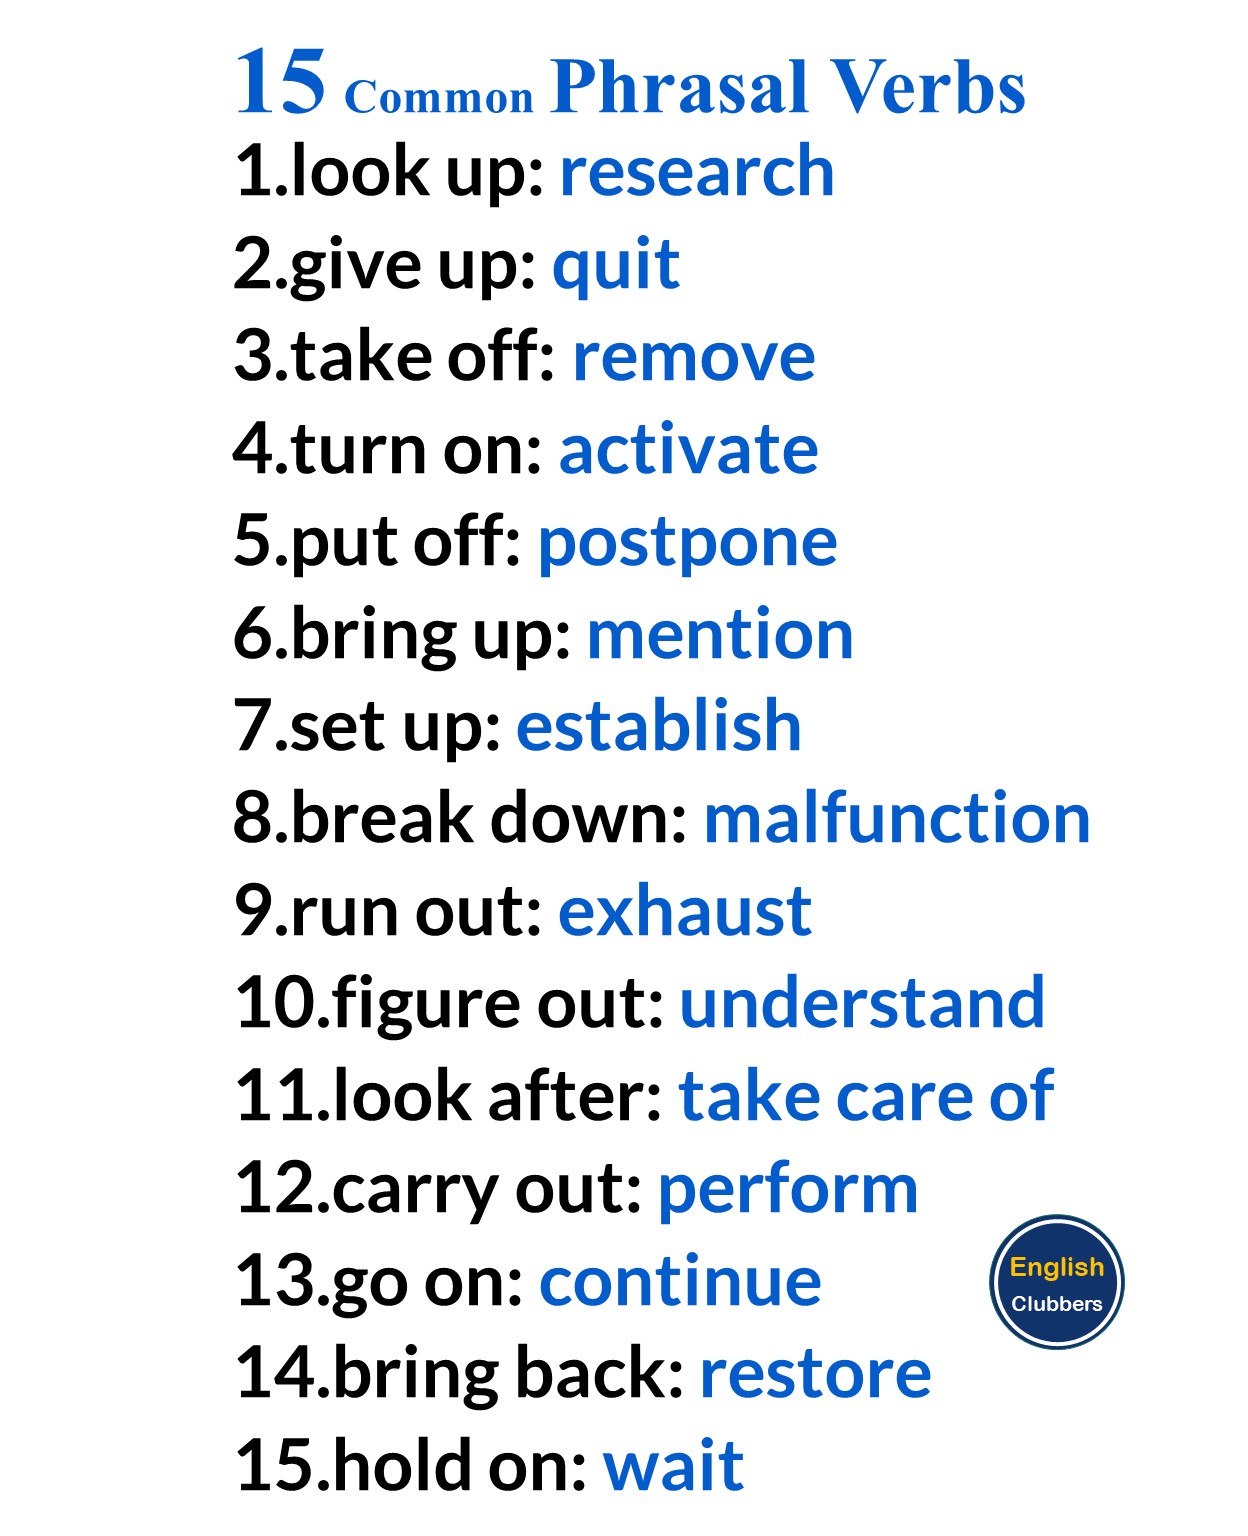 15 Common Phrasal Verbs
1.look up: research
2.give up: quit
3.take off: remove
4.turn on: activate
5.put off: postpone
6.bring up: mention
7.set up: establish
8.break down: malfunction
9.run out: exhaust
10.figure out: understand
11.look after: take care of
12.carry out: perform
13.go on: continue
English
Clubbers
14.bring back: restore
15.hold on: wait